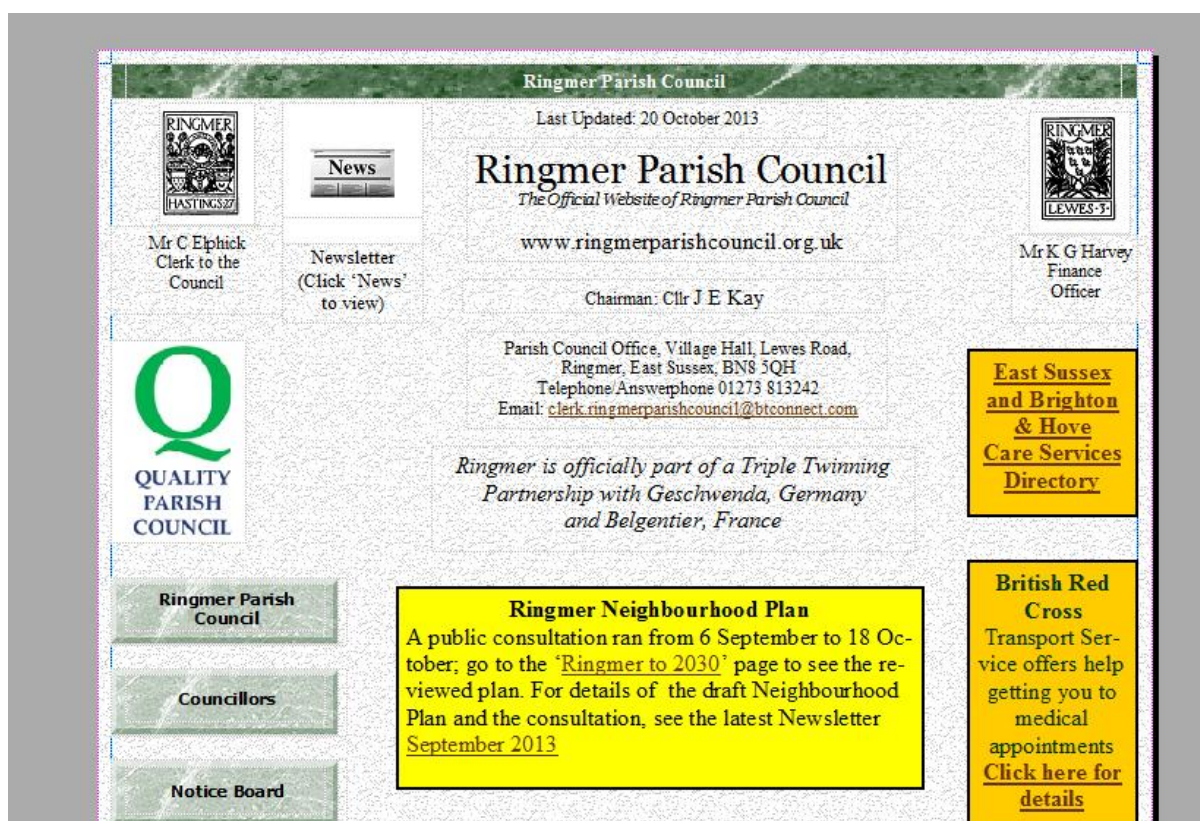 Ringmer Parish Council
RINGMER
HASTINGS·27
Mr C Elphick
Clerk to the
Council
News
Newsletter
(Click ‘News’
to view)
Last Updated: 20 October 2013
Ringmer Parish Council
The Official Website of Ringmer Parish Council
www.ringmerparishcouncil.org.uk
Chairman: Cllr J E Kay
RINGMER
LEWES·3·
Mr K G Harvey
Finance
Officer
QUALITY
PARISH
COUNCIL
Parish Council Office, Village Hall, Lewes Road,
Ringmer, East Sussex, BN8 5QH
Telephone/Answerphone 01273 813242
Email: clerk.ringmerparishcouncil@btconnect.com
Ringmer is officially part of a Triple Twinning
Partnership with Geschwenda, Germany
and Belgentier, France
East Sussex
and Brighton
& Hove
Care Services
Directory
Ringmer Parish
Council
Councillors
Notice Board
Ringmer Neighbourhood Plan
A public consultation ran from 6 September to 18 Oc-
tober; go to the ‘Ringmer to 2030’ page to see the re-
viewed plan. For details of the draft Neighbourhood
Plan and the consultation, see the latest Newsletter
September 2013
British Red
Cross
Transport Ser-
vice offers help
getting you to
medical
appointments
Click here for
details